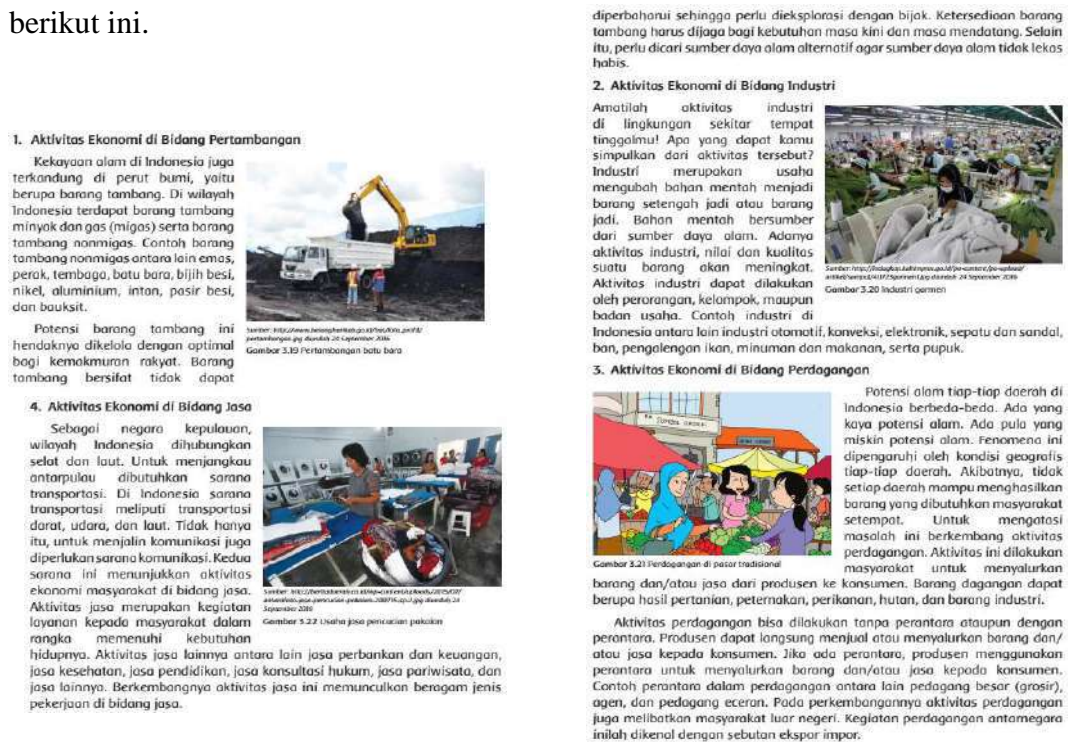 berikut ini.
1. Aktivitas Ekonomi di Bidang Pertambangan
Kekayaan alam di Indonesia juga
terkandung di perut bumi, yaitu
berupa barang tambang. Di wilayah
Indonesia terdapat barang tambang
minyak dan gas (migas) serta barang
tambang nonmigas. Contoh barang
tambang nonmigas antara lain emas,
perak, tembaga, batu bara, bijih besi,
nikel, aluminium, intan, pasir besi,
dan bauksit.
Potensi barang tambang ini
hendaknya dikelola dengan optimal
bagi kemakmuran rakyat. Barang
tambang bersifat tidak dapat
diunduh 24 September 2016
Gambar 3.19 Pertambangan batu bara
diperbaharui sehingga perlu dieksplorasi dengan bijak. Ketersediaan barang
tambang harus dijaga bagi kebutuhan masa kini dan masa mendatang. Selain
itu, perlu dicari sumber daya alam alternatif agar sumber daya alam tidak lekas
habis.
2. Aktivitas Ekonomi di Bidang Industri
Amatilah aktivitas industri
di lingkungan sekitar tempat
tinggalmu! Apa yang dapat kamu
simpulkan dari aktivitas tersebut?
Industri merupakan usaha
mengubah bahan mentah menjadi
barang setengah jadi atau barang
jadi. Bahan mentah bersumber
dari sumber daya alam. Adanya
aktivitas industri, nilai dan kualitas
suatu barang akan meningkat.
Aktivitas industri dapat dilakukan
oleh perorangan, kelompok, maupun
badan usaha. Contoh industri di
Indonesia antara lain industri otomotif, konveksi, elektronik, sepatu dan sandal,
ban, pengalengan ikan, minuman dan makanan, serta pupuk.
diunduh 24 September 2016
Gambar 3.20 Industri garmen
3. Aktivitas Ekonomi di Bidang Perdagangan
Potensi alam tiap-tiap daerah di
Indonesia berbeda-beda. Ada yang
kaya potensi alam. Ada pula yang
miskin potensi alam. Fenomena ini
dipengaruhi oleh kondisi geografis
tiap-tiap daerah. Akibatnya, tidak
setiap daerah mampu menghasilkan
barang yang dibutuhkan masyarakat
setempat. Untuk mengatasi
masalah ini berkembang aktivitas
perdagangan. Aktivitas ini dilakukan
masyarakat untuk menyalurkan
Gambar 3.21 Perdagangan di pasar tradisional
barang dan/atau jasa dari produsen ke konsumen. Barang dagangan dapat
berupa hasil pertanian, peternakan, perikanan, hutan, dan barang industri.
Aktivitas perdagangan bisa dilakukan tanpa perantara ataupun dengan
perantara. Produsen dapat langsung menjual atau menyalurkan barang dan/
atau jasa kepada konsumen. Jika ada perantara, produsen menggunakan
perantara untuk menyalurkan barang dan/atau jasa kepada konsumen.
Contoh perantara dalam perdagangan antara lain pedagang besar (grosir),
agen, dan pedagang eceran. Pada perkembangannya aktivitas perdagangan
juga melibatkan masyarakat luar negeri. Kegiatan perdagangan antarnegara
inilah dikenal dengan sebutan ekspor impor.
4. Aktivitas Ekonomi di Bidang Jasa
Sebagai negara kepulauan,
wilayah Indonesia dihubungkan
selat dan laut. Untuk menjangkau
antarpulau dibutuhkan sarana
transportasi. Di Indonesia sarana
transportasi meliputi transportasi
darat, udara, dan laut. Tidak hanya
itu, untuk menjalin komunikasi juga
diperlukan sarana komunikasi. Kedua
sarana ini menunjukkan aktivitas
ekonomi masyarakat di bidang jasa.
Aktivitas jasa merupakan kegiatan
layanan kepada masyarakat dalam
rangka memenuhi kebutuhan
hidupnya. Aktivitas jasa lainnya antara lain jasa perbankan dan keuangan,
jasa kesehatan, jasa pendidikan, jasa konsultasi hukum, jasa pariwisata, dan
jasa lainnya. Berkembangnya aktivitas jasa ini memunculkan beragam jenis
pekerjaan di bidang jasa.
diunduh 24
September 2016
Gambar 3.22 Usaha jasa pencucian pakaian